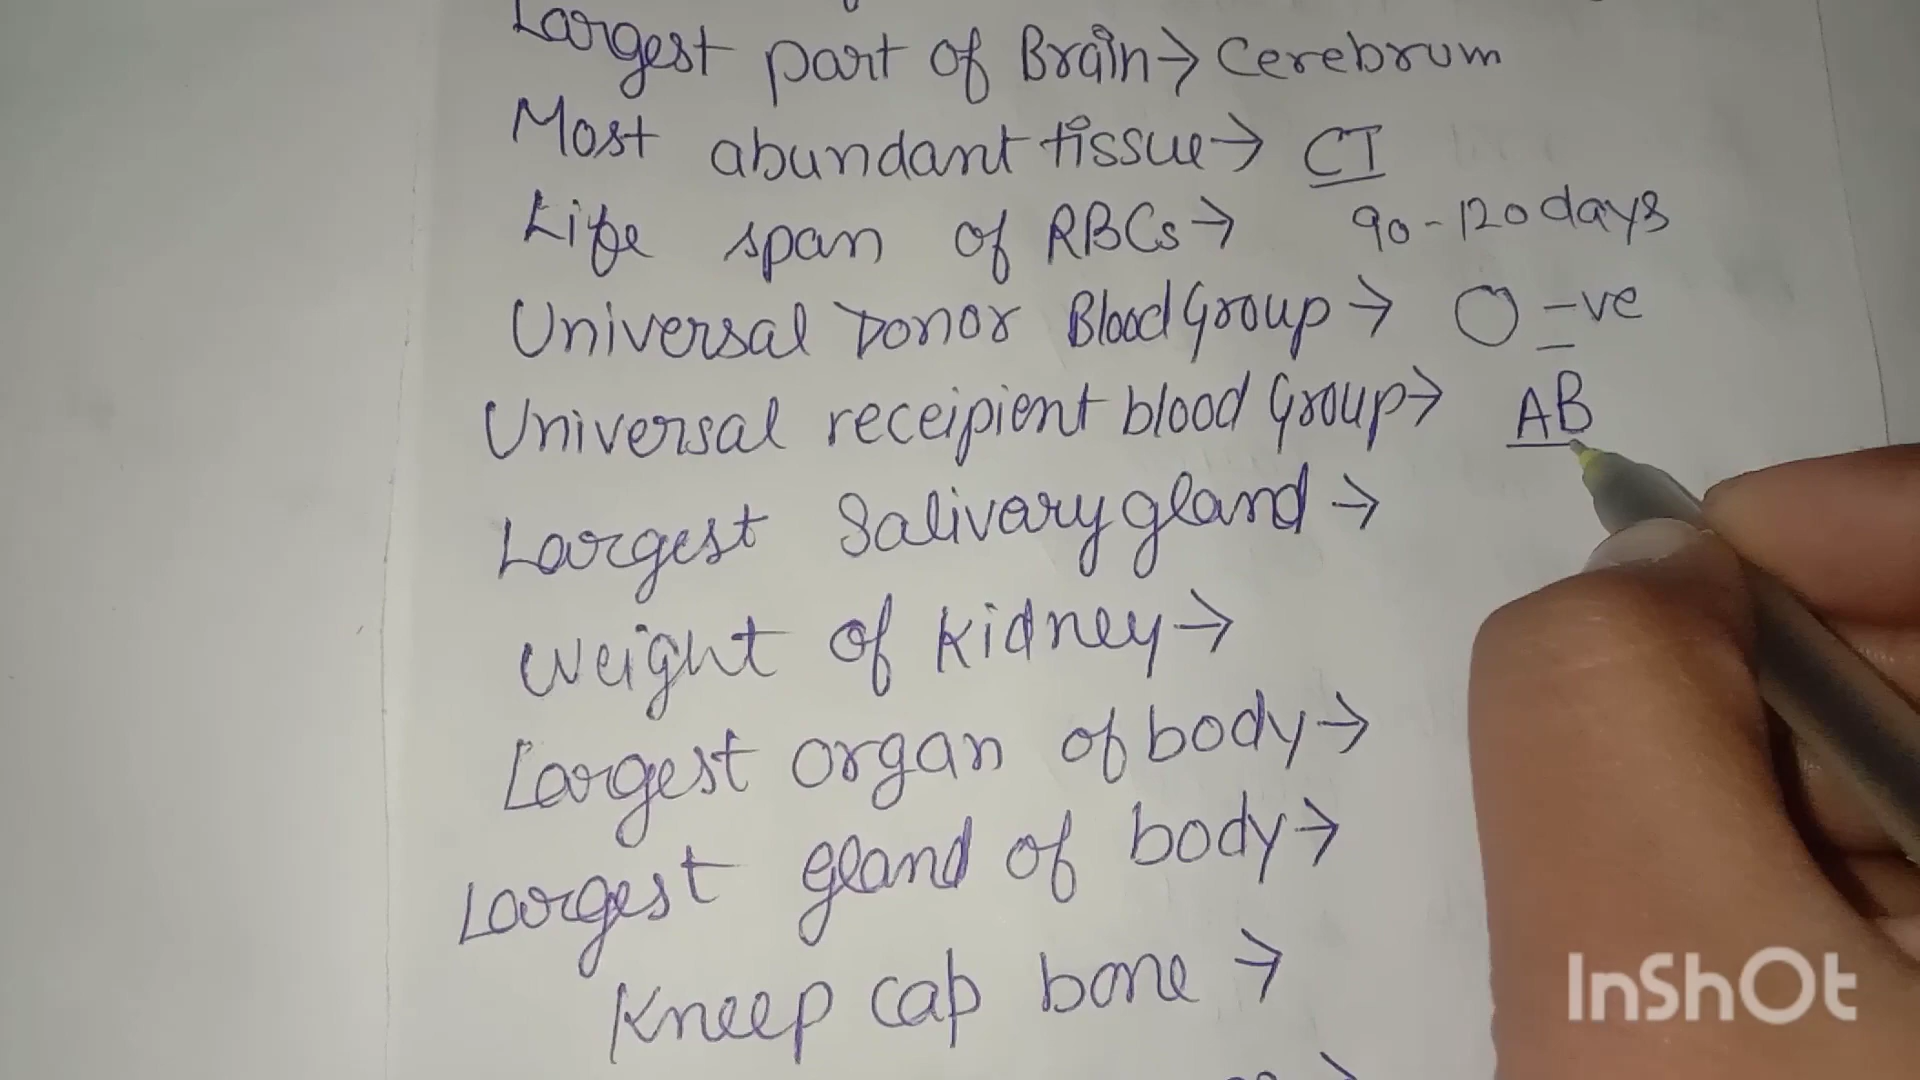 Largest part of Brain → Cerebrum
Most abundant tissue → CT
Life span of RBCs → 90-120 days
Universal Donor Blood Group → O -ve
Universal receipient blood Group → AB
Largest Salivary gland →
Weight of Kidney →
Largest organ of body →
Largest gland of body →
Kneep cap bone →
InShOt